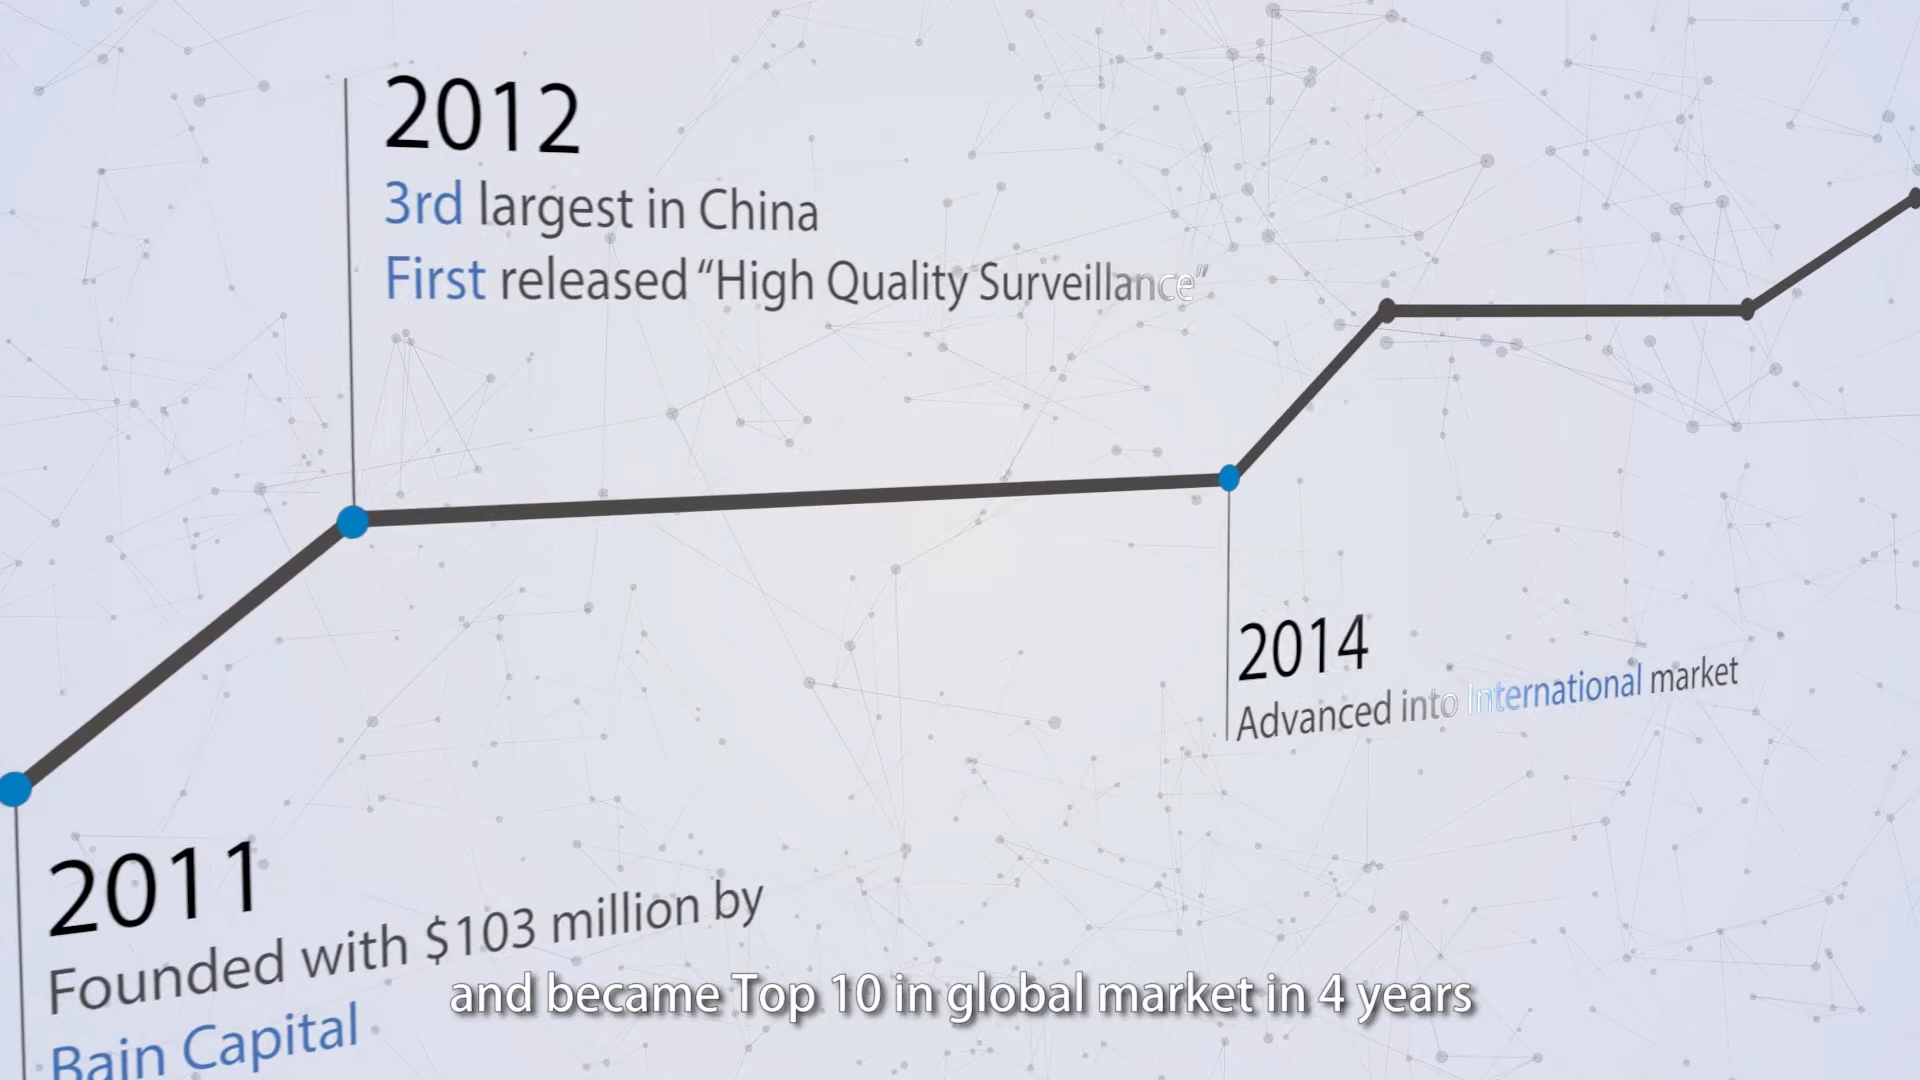 2012
3rd largest in China
First released “High Quality Surveillance”
2014
Advanced into International market
2011
Founded with $103 million by
Bain Capital
and became Top 10 in global market in 4 years